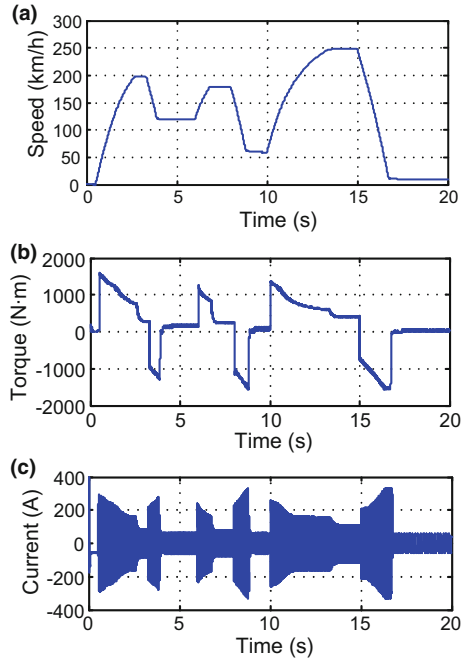 (a)
300
250
200
150
100
50
0
Speed (km/h)
0 5 10 15 20
Time (s)
(b)
2000
1000
0
-1000
-2000
Torque (N·m)
0 5 10 15 20
Time (s)
(c)
400
200
0
-200
-400
Current (A)
0 5 10 15 20
Time (s)